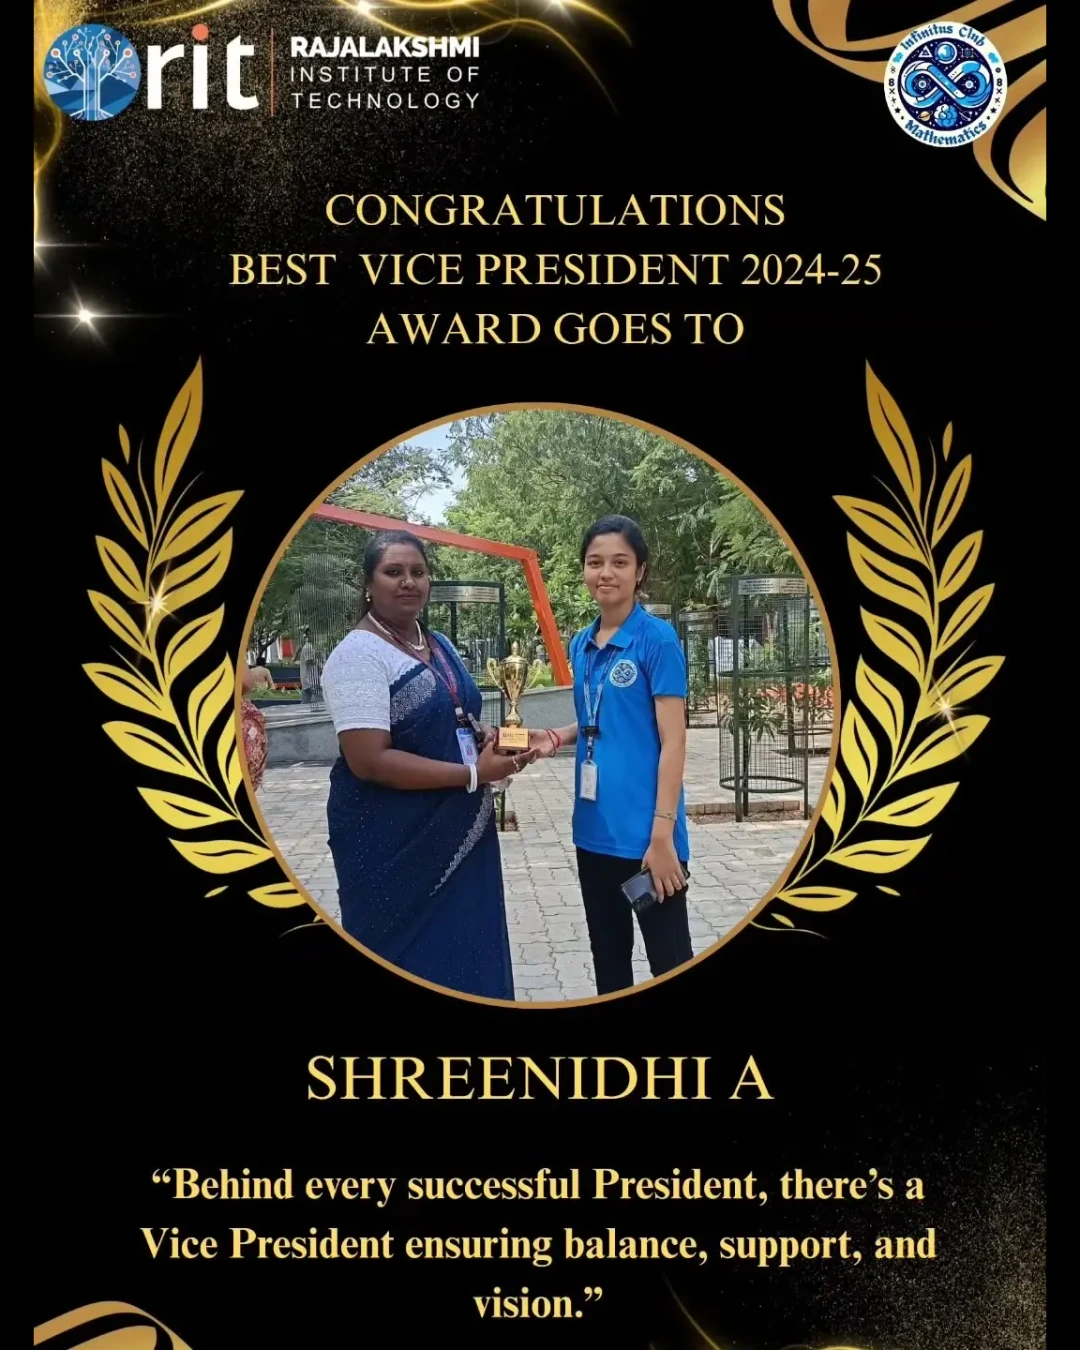 rit
RAJALAKSHMI
INSTITUTE OF
TECHNOLOGY
Infinitus Club
Mathematics
CONGRATULATIONS
BEST VICE PRESIDENT 2024-25
AWARD GOES TO
SHREENIDHI A
“Behind every successful President, there’s a
Vice President ensuring balance, support, and
vision.”